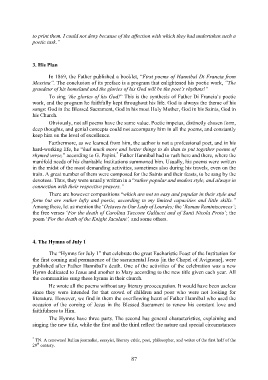 to print them. I could not deny because of the affection with which they had undertaken such a
poetic task."
3. His Plan
In 1869, the Father published a booklet, "First poems of Hannibal Di Francia from
Messina". The conclusion of its preface is a program that enlightened his poetic work, "The
grandeur of his homeland and the glories of his God will be the poet's rhythms!"
To sing "the glories of his God!" This is the synthesis of Father Di Francia's poetic
work, and the program he faithfully kept throughout his life. God is always the theme of his
songs: God in the Blessed Sacrament, God in his most Holy Mother, God in his Saints, God in
his Church.
Obviously, not all poems have the same value. Poetic impetus, distinctly chosen form,
deep thoughts, and genial concepts could not accompany him in all the poems, and constantly
keep him on the level of excellence.
Furthermore, as we learned from him, the author is not a professional poet, and in his
hard-working life, he "had much more and better things to do than to put together poems of
rhymed verse," according to G. Papini.7 Father Hannibal had to rush here and there, where the
manifold needs of his charitable Institutions summoned him. Usually, his poems were written
in the midst of the most demanding activities, sometimes also during his travels, even on the
train. A great number of them were composed for the Saints and their feasts, to be sung by the
devotees. Thus, they were usually written in a "rather popular and modest style, and always in
connection with their respective prayers."
There are however compositions "which are not so easy and popular in their style and
form but are rather lofty and poetic, according to my limited capacities and little skills."
Among these, let us mention the 'Octaves to Our Lady of Lourdes; the 'Roman Reminiscences';
the free verses 'For the death of Carolina Taccone Gallucci and of Santi Nicola Prota'; the
poem 'For the death of the Knight Escalani'; and some others.
4. The Hymns of July 1
The "Hymns for July 1" that celebrate the great Eucharistic Feast of the Institution for
the first coming and permanence of the sacramental Jesus [in the Chapel of Avignone], were
published after Father Hannibal's death. One of the activities of the celebration was a new
Hymn dedicated to Jesus and another to Mary according to the new title given each year. All
the communities sang these hymns in their church.
He wrote all the poems without any literary preoccupation. It would have been useless
since they were intended for that crowd of children and poor who were not looking for
literature. However, we find in them the overflowing heart of Father Hannibal who used the
occasion of the coming of Jesus in the Blessed Sacrament to renew his constant love and
faithfulness to Him.
The Hymns have three parts. The second has general characteristics, explaining and
singing the new title, while the first and the third reflect the nature and special circumstances
7 TN. A renowned Italian journalist, essayist, literary critic, poet, philosopher, and writer of the first half of the
20th century.
87